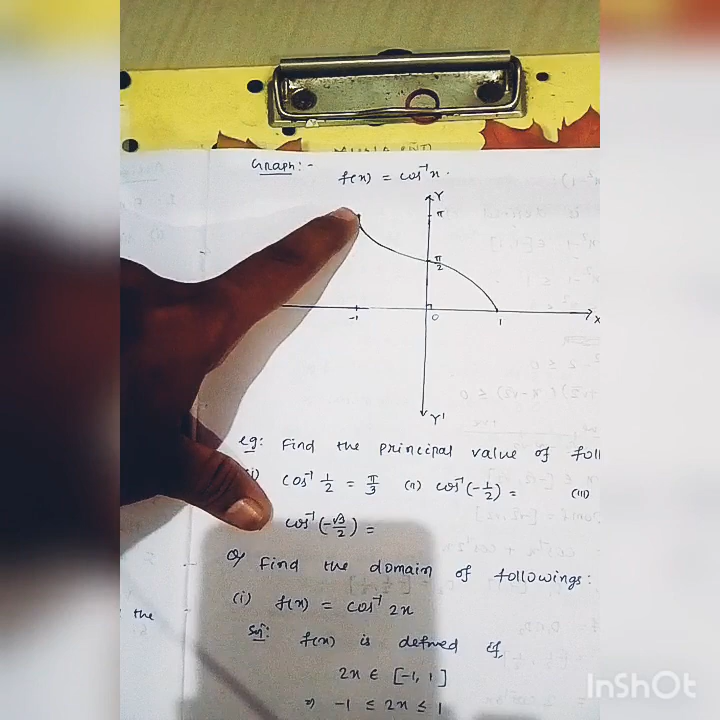 Graph:-
f(x) = cos⁻¹x.
Y
π
π/2
-1 0 1 X
Y'
eg: Find the principal value of foll
(i) cos⁻¹ 1/2 = π/3 (ii) cos⁻¹(-1/2) = (iii)
cos⁻¹(-√3/2) =
Q/ Find the domain of followings:
(i) f(x) = cos⁻¹ 2x
Solⁿ: f(x) is defined if,
the
2x ∈ [-1, 1]
⇒ -1 ≤ 2x ≤ 1
InShOt